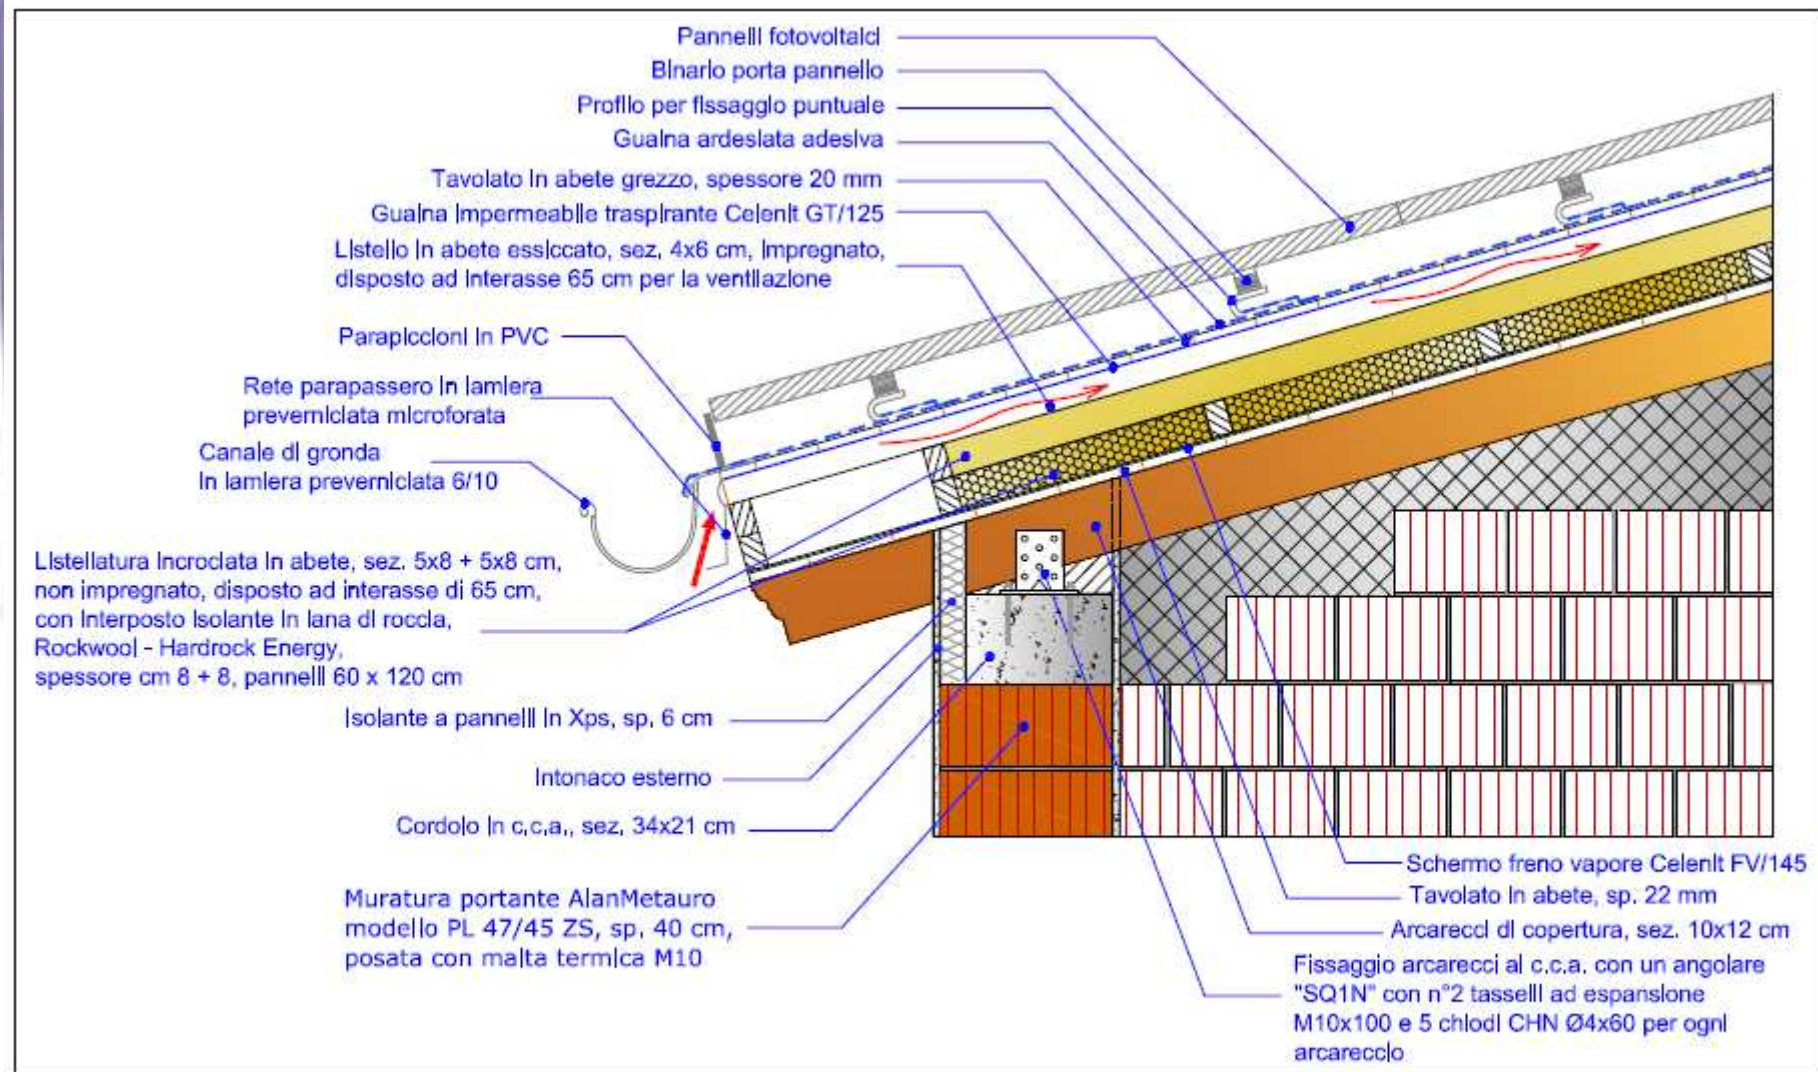 Pannelli fotovoltaici
Binario porta pannello
Profilo per fissaggio puntuale
Guaina ardesiata adesiva
Tavolato in abete grezzo, spessore 20 mm
Guaina impermeabile traspirante Celenit GT/125
Listello in abete essiccato, sez. 4x6 cm, impregnato,
disposto ad interasse 65 cm per la ventilazione
Parapiccioni in PVC
Rete parapassero in lamiera
preverniciata microforata
Canale di gronda
in lamiera preverniciata 6/10
Listellatura incrociata in abete, sez. 5x8 + 5x8 cm,
non impregnato, disposto ad interasse di 65 cm,
con interposto isolante in lana di roccia,
Rockwool - Hardrock Energy,
spessore cm 8 + 8, pannelli 60 x 120 cm
Isolante a pannelli in Xps, sp. 6 cm
Intonaco esterno
Cordolo in c.c.a., sez. 34x21 cm
Muratura portante AlanMetauro
modello PL 47/45 ZS, sp. 40 cm,
posata con malta termica M10
Schermo freno vapore Celenit FV/145
Tavolato in abete, sp. 22 mm
Arcarecci di copertura, sez. 10x12 cm
Fissaggio arcarecci al c.c.a. con un angolare
"SQ1N" con n°2 tasselli ad espansione
M10x100 e 5 chiodi CHN Ø4x60 per ogni
arcareccio